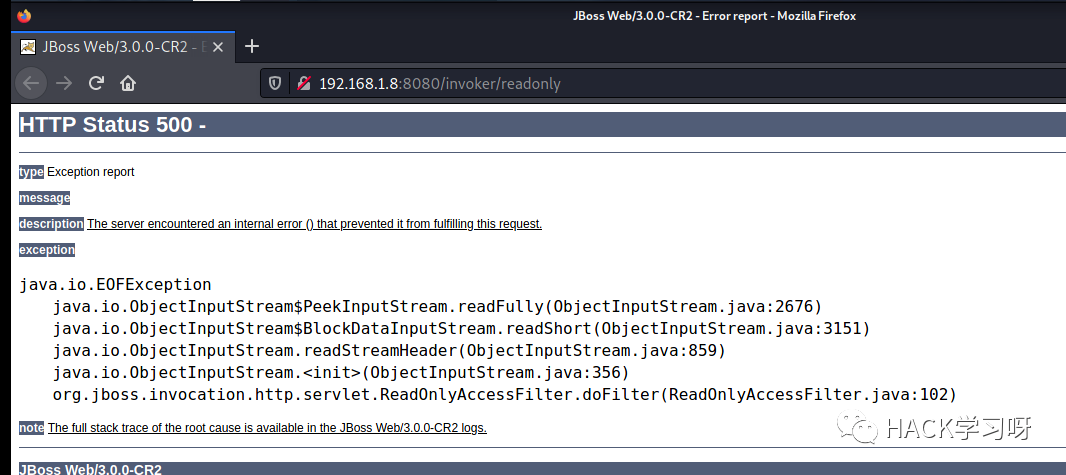 JBoss Web/3.0.0-CR2 - Error report - Mozilla Firefox
JBoss Web/3.0.0-CR2 - E
192.168.1.8:8080/invoker/readonly
HTTP Status 500 -
type Exception report
message
description The server encountered an internal error () that prevented it from fulfilling this request.
exception
java.io.EOFException
java.io.ObjectInputStream$PeekInputStream.readFully(ObjectInputStream.java:2676)
java.io.ObjectInputStream$BlockDataInputStream.readShort(ObjectInputStream.java:3151)
java.io.ObjectInputStream.readStreamHeader(ObjectInputStream.java:859)
java.io.ObjectInputStream.<init>(ObjectInputStream.java:356)
org.jboss.invocation.http.servlet.ReadOnlyAccessFilter.doFilter(ReadOnlyAccessFilter.java:102)
note The full stack trace of the root cause is available in the JBoss Web/3.0.0-CR2 logs.
HACK学习呀
JBoss Web/3.0.0-CR2